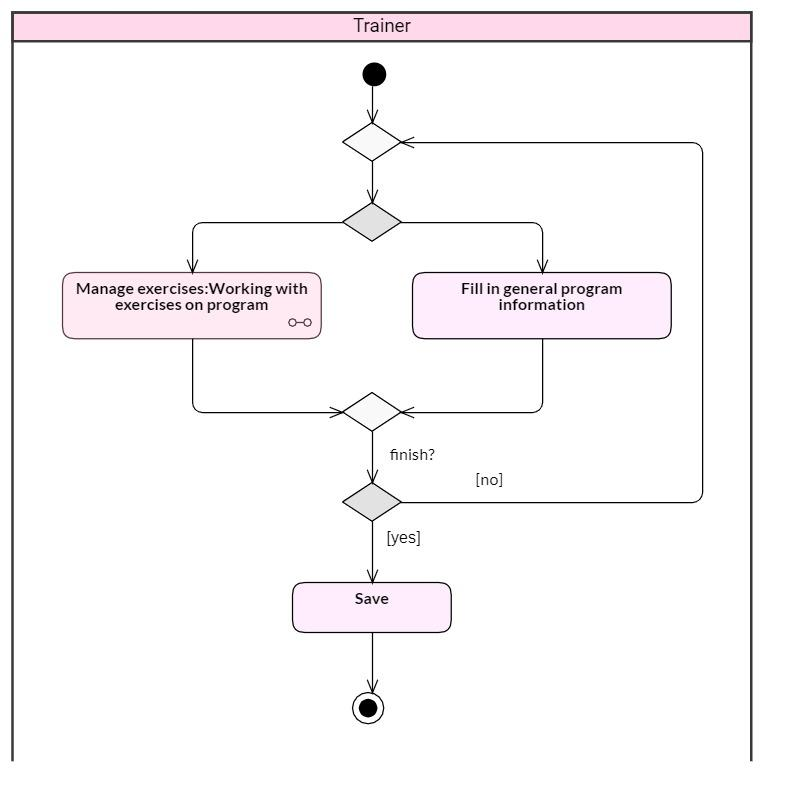 Trainer
Manage exercises:Working with
exercises on program
Fill in general program
information
finish?
[no]
[yes]
Save